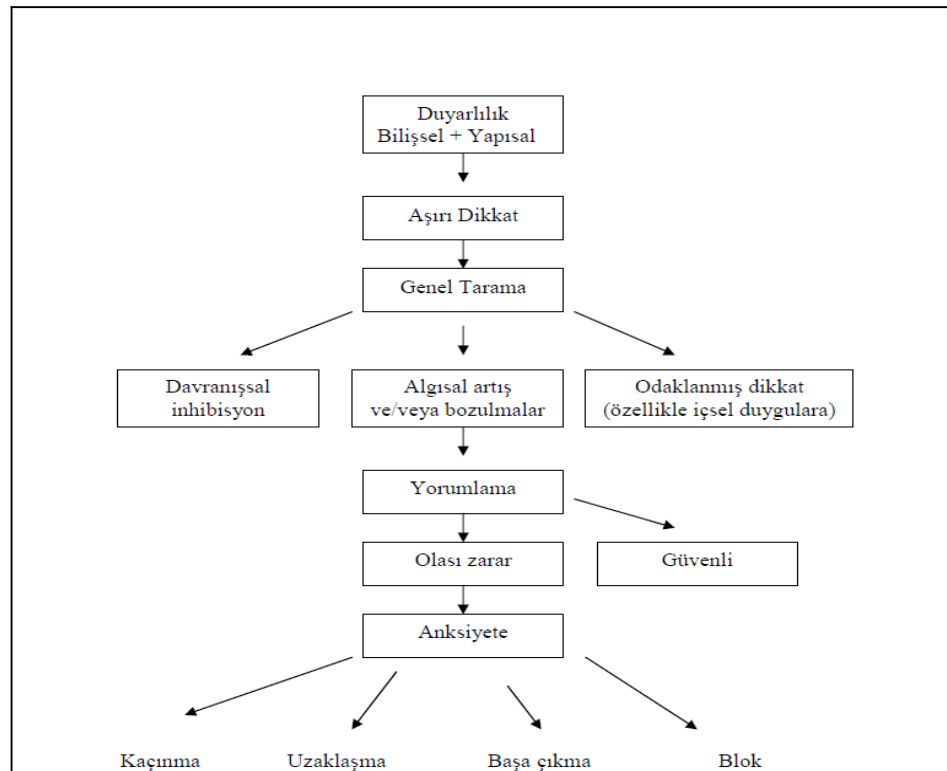 Duyarlılık
Bilişsel + Yapısal
Aşırı Dikkat
Genel Tarama
Davranışsal
inhibisyon
Algısal artış
ve/veya bozulmalar
Odaklanmış dikkat
(özellikle içsel duygulara)
Yorumlama
Olası zarar
Güvenli
Anksiyete
Kaçınma
Uzaklaşma
Başa çıkma
Blok